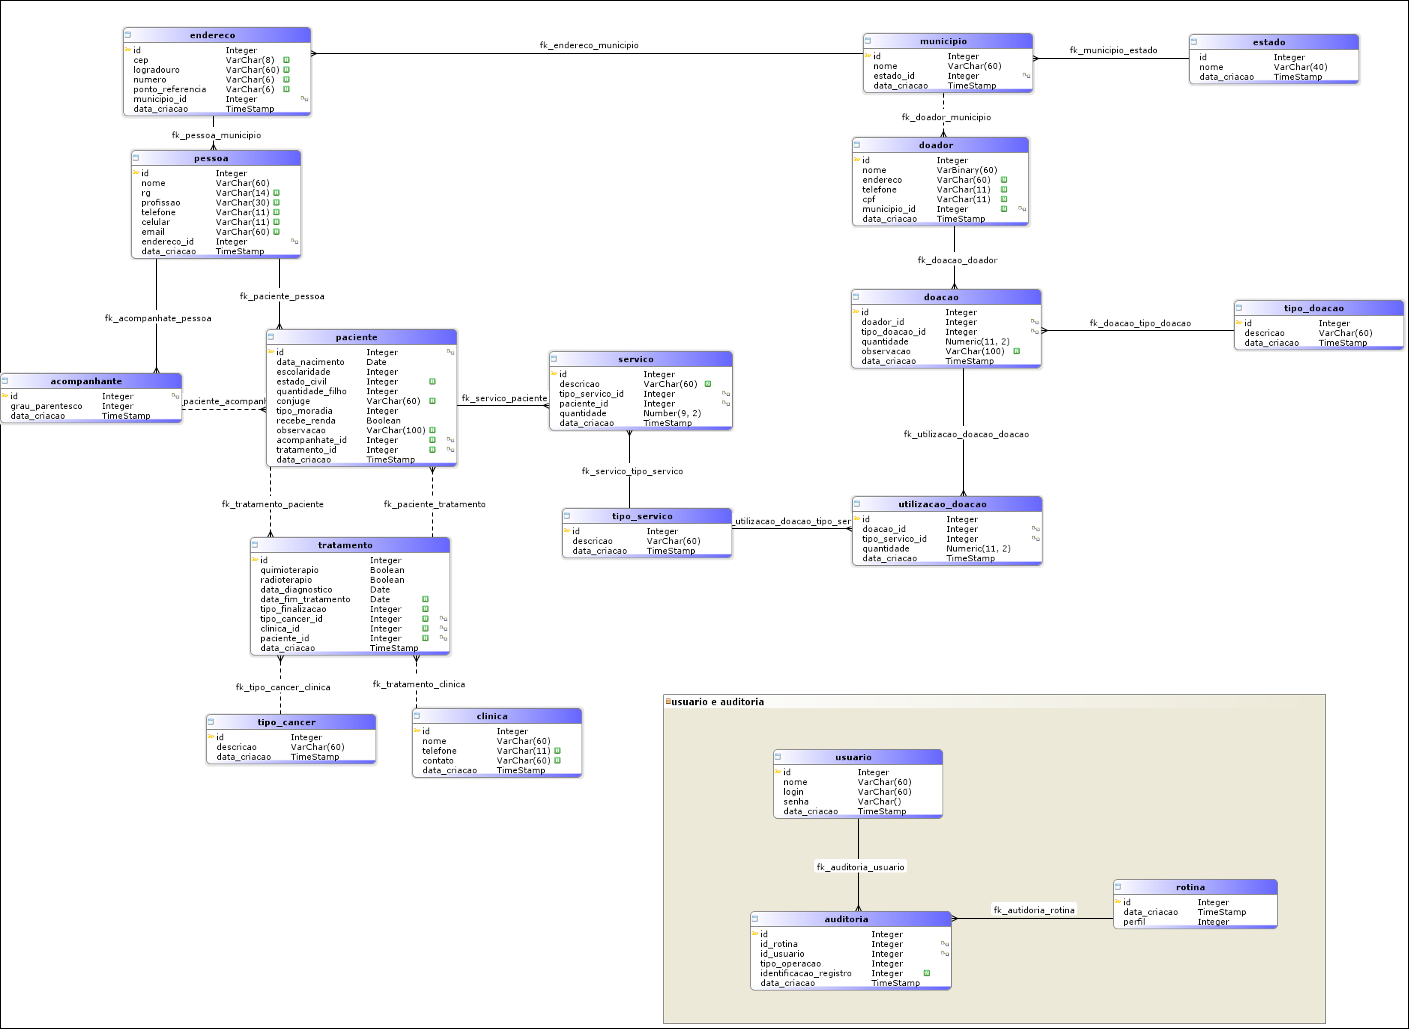 endereco
id Integer
cep VarChar(8) N
logradouro VarChar(60) N
numero VarChar(6) N
ponto_referencia VarChar(6) N
municipio_id Integer
data_criacao TimeStamp
fk_endereco_municipio
municipio
id Integer
nome VarChar(60)
estado_id Integer
data_criacao TimeStamp
fk_municipio_estado
estado
id Integer
nome VarChar(40)
data_criacao TimeStamp
fk_pessoa_municipio
fk_doador_municipio
pessoa
id Integer
nome VarChar(60)
rg VarChar(14) N
profissao VarChar(30) N
telefone VarChar(11) N
celular VarChar(11) N
email VarChar(60) N
endereco_id Integer
data_criacao TimeStamp
doador
id Integer
nome VarBinary(60)
endereco VarChar(60) N
telefone VarChar(11) N
cpf VarChar(11) N
municipio_id Integer N
data_criacao TimeStamp
fk_doacao_doador
fk_paciente_pessoa
fk_acompanhate_pessoa
doacao
id Integer
doador_id Integer
tipo_doacao_id Integer
quantidade Numeric(11, 2)
observacao VarChar(100) N
data_criacao TimeStamp
fk_doacao_tipo_doacao
tipo_doacao
id Integer
descricao VarChar(60)
data_criacao TimeStamp
acompanhante
id Integer
grau_parentesco Integer
data_criacao TimeStamp
_paciente_acompanh
paciente
id Integer
data_nacimento Date
escolaridade Integer
estado_civil Integer N
quantidade_filho Integer
conjuge VarChar(60) N
tipo_moradia Integer
recebe_renda Boolean
observacao VarChar(100) N
acompanhate_id Integer N
tratamento_id Integer N
data_criacao TimeStamp
fk_servico_paciente
servico
id Integer
descricao VarChar(60) N
tipo_servico_id Integer
paciente_id Integer
quantidade Number(9, 2)
data_criacao TimeStamp
fk_utilizacao_doacao_doacao
fk_servico_tipo_servico
fk_tratamento_paciente
fk_paciente_tratamento
tipo_servico
id Integer
descricao VarChar(60)
data_criacao TimeStamp
_utilizacao_doacao_tipo_ser
utilizacao_doacao
id Integer
doacao_id Integer
tipo_servico_id Integer
quantidade Numeric(11, 2)
data_criacao TimeStamp
tratamento
id Integer
quimioterapio Boolean
radioterapio Boolean
data_diagnostico Date
data_fim_tratamento Date N
tipo_finalizacao Integer N
tipo_cancer_id Integer N
clinica_id Integer N
paciente_id Integer N
data_criacao TimeStamp
fk_tipo_cancer_clinica
fk_tratamento_clinica
tipo_cancer
id Integer
descricao VarChar(60)
data_criacao TimeStamp
clinica
id Integer
nome VarChar(60)
telefone VarChar(11) N
contato VarChar(60) N
data_criacao TimeStamp
usuario e auditoria
usuario
id Integer
nome VarChar(60)
login VarChar(60)
senha VarChar()
data_criacao TimeStamp
fk_auditoria_usuario
auditoria
id Integer
id_rotina Integer
id_usuario Integer
tipo_operacao Integer
identificacao_registro Integer N
data_criacao TimeStamp
fk_autidoria_rotina
rotina
id Integer
data_criacao TimeStamp
perfil Integer